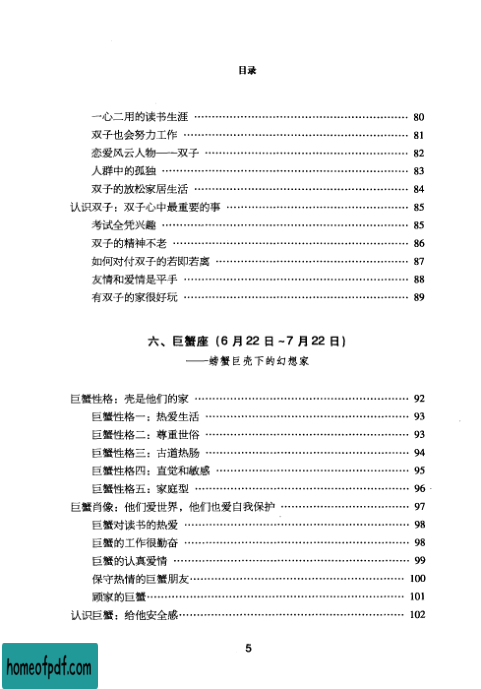 目录
一心二用的读书生涯 …… 80
双子也会努力工作 …… 81
恋爱风云人物——双子 …… 82
人群中的孤独 …… 83
双子的放松家居生活 …… 84
认识双子：双子心中最重要的事 …… 85
考试全凭兴趣 …… 85
双子的精神不老 …… 86
如何对付双子的若即若离 …… 87
友情和爱情是平手 …… 88
有双子的家很好玩 …… 89
六、巨蟹座（6月22日~7月22日）
——螃蟹巨壳下的幻想家
巨蟹性格：壳是他们的家 …… 92
巨蟹性格一：热爱生活 …… 93
巨蟹性格二：尊重世俗 …… 93
巨蟹性格三：古道热肠 …… 94
巨蟹性格四：直觉和敏感 …… 95
巨蟹性格五：家庭型 …… 96
巨蟹肖像：他们爱世界，他们也爱自我保护 …… 97
巨蟹对读书的热爱 …… 98
巨蟹的工作很勤奋 …… 98
巨蟹的认真爱情 …… 99
保守热情的巨蟹朋友 …… 100
顾家的巨蟹 …… 101
认识巨蟹：给他安全感 …… 102
5
homeofpdf.com